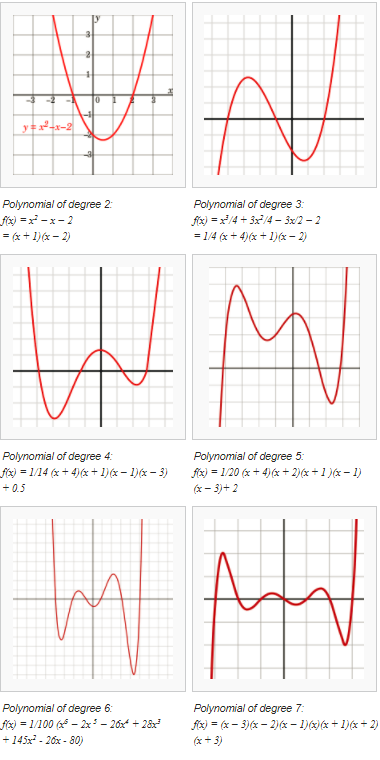 y
3
2
1
-3 -2 -1 0 1 2 3 x
-1
y = x² – x – 2
-2
-3
Polynomial of degree 2:
f(x) = x² – x – 2
= (x + 1)(x – 2)
Polynomial of degree 3:
f(x) = x³/4 + 3x²/4 – 3x/2 – 2
= 1/4 (x + 4)(x + 1)(x – 2)
Polynomial of degree 4:
f(x) = 1/14 (x + 4)(x + 1)(x – 1)(x – 3)
+ 0.5
Polynomial of degree 5:
f(x) = 1/20 (x + 4)(x + 2)(x + 1 )(x – 1)
(x – 3)+ 2
Polynomial of degree 6:
f(x) = 1/100 (x⁶ – 2x ⁵ – 26x⁴ + 28x³
+ 145x² - 26x - 80)
Polynomial of degree 7:
f(x) = (x – 3)(x – 2)(x – 1)(x)(x + 1)(x + 2)
(x + 3)